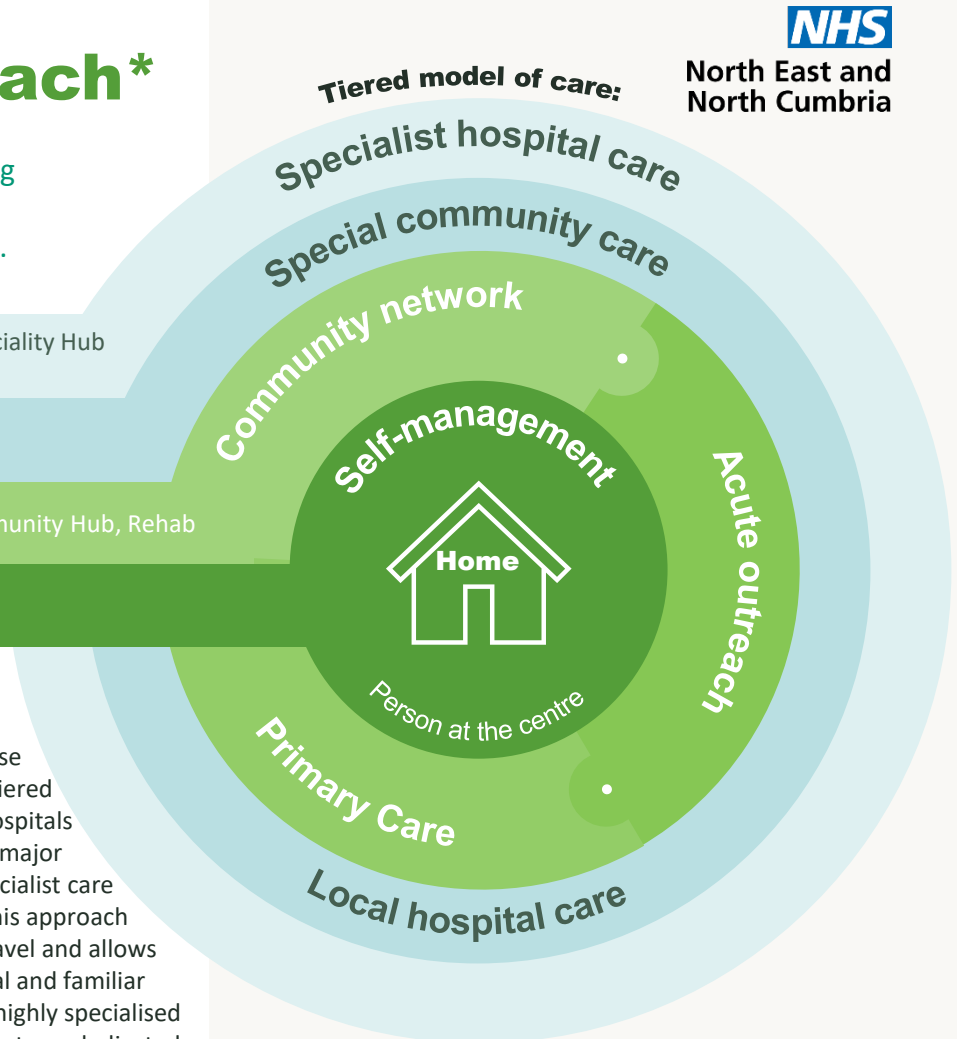 NHS
North East and
North Cumbria
ach*
Tiered model of care:
g
.
Specialist hospital care
Special community care
Community network
ciality Hub
Self-management
Acute outreach
munity Hub, Rehab
Home
Person at the centre
Primary Care
Local hospital care
se
iered
ospitals
major
cialist care
his approach
avel and allows
al and familiar
highly specialised